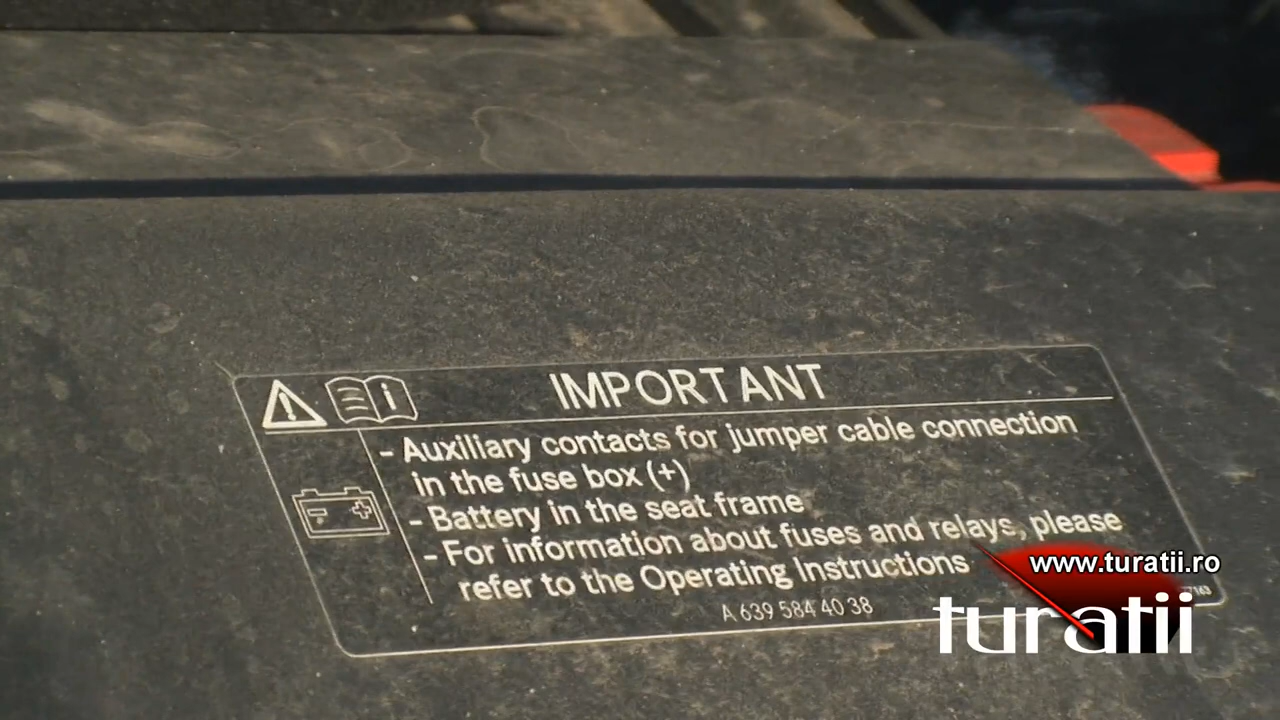 IMPORTANT
- Auxiliary contacts for jumper cable connection
in the fuse box (+)
- Battery in the seat frame
- For information about fuses and relays, please
refer to the Operating Instructions
A 639 584 40 38
www.turatii.ro
turatii